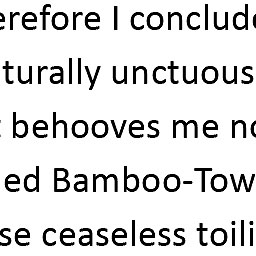 erefore I conclude
turally unctuous
t behooves me no
ed Bamboo-Tow
se ceaseless toili